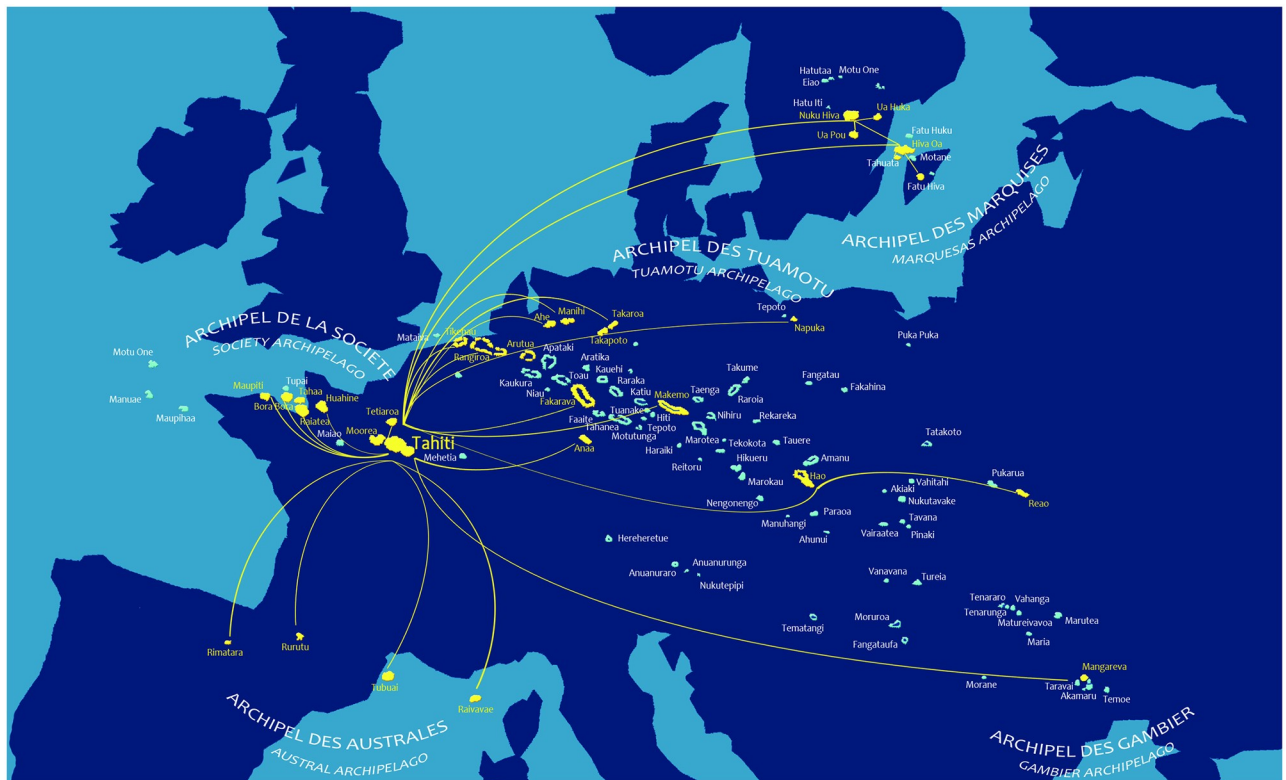 Hatutaa
Motu One
Eiao
Hatu Iti
Nuku Hiva
Ua Huka
Ua Pou
Fatu Huku
Hiva Oa
Tahuata
Motane
Fatu Hiva
ARCHIPEL DES MARQUISES
MARQUESAS ARCHIPELAGO
ARCHIPEL DES TUAMOTU
TUAMOTU ARCHIPELAGO
ARCHIPEL DE LA SOCIETE
SOCIETY ARCHIPELAGO
Mataiva
Tikehau
Rangiroa
Arutua
Ahe
Manihi
Takaroa
Takapoto
Tepoto
Napuka
Puka Puka
Apataki
Aratika
Kaukura
Toau
Kauehi
Niau
Raraka
Fakarava
Katiu
Makemo
Taenga
Takume
Raroia
Fangatau
Fakahina
Faaite
Tuanake
Hiti
Tahanea
Tepoto
Motutunga
Nihiru
Rekareka
Marotea
Tekokota
Tauere
Haraiki
Anaa
Reitoru
Hikueru
Marokau
Amanu
Hao
Nengonengo
Tatakoto
Pukarua
Reao
Akiaki
Vahitahi
Nukutavake
Manuhangi
Paraoa
Ahunui
Vairaatea
Tavana
Pinaki
Motu One
Manuae
Maupihaa
Maupiti
Tupai
Tahaa
Bora Bora
Raiatea
Huahine
Maiao
Tetiaroa
Moorea
Tahiti
Mehetia
Hereheretue
Anuanuraro
Anuanurunga
Nukutepipi
Vanavana
Tureia
Tematangi
Moruroa
Fangataufa
Tenararo
Vahanga
Tenarunga
Matureivavoa
Marutea
Maria
Mangareva
Morane
Taravai
Akamaru
Temoe
Rimatara
Rurutu
Tubuai
Raivavae
ARCHIPEL DES AUSTRALES
AUSTRAL ARCHIPELAGO
ARCHIPEL DES GAMBIER
GAMBIER ARCHIPELAGO